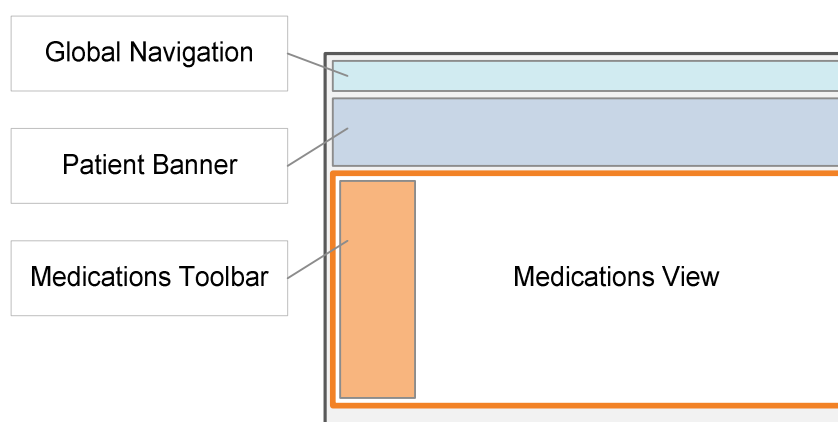 Global Navigation
Patient Banner
Medications Toolbar
Medications View